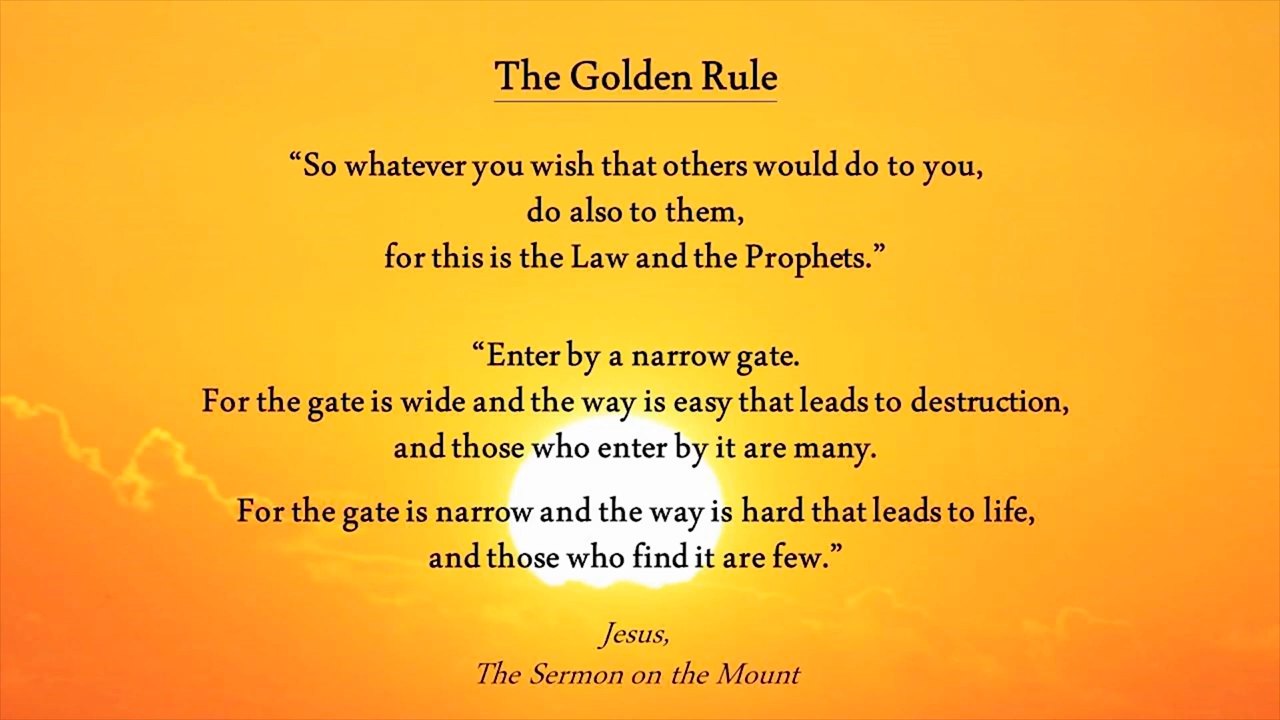 The Golden Rule
“So whatever you wish that others would do to you,
do also to them,
for this is the Law and the Prophets.”
“Enter by a narrow gate.
For the gate is wide and the way is easy that leads to destruction,
and those who enter by it are many.
For the gate is narrow and the way is hard that leads to life,
and those who find it are few.”
Jesus,
The Sermon on the Mount